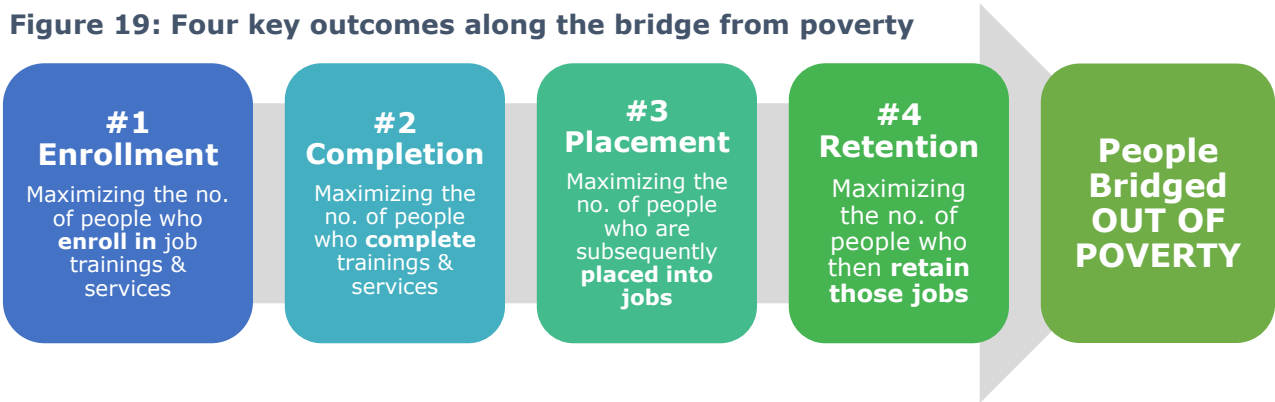 Figure 19: Four key outcomes along the bridge from poverty
#1
Enrollment
Maximizing the no.
of people who
enroll in job
trainings &
services
#2
Completion
Maximizing the
no. of people
who complete
trainings &
services
#3
Placement
Maximizing the
no. of people
who are
subsequently
placed into
jobs
#4
Retention
Maximizing
the no. of
people who
then retain
those jobs
People
Bridged
OUT OF
POVERTY